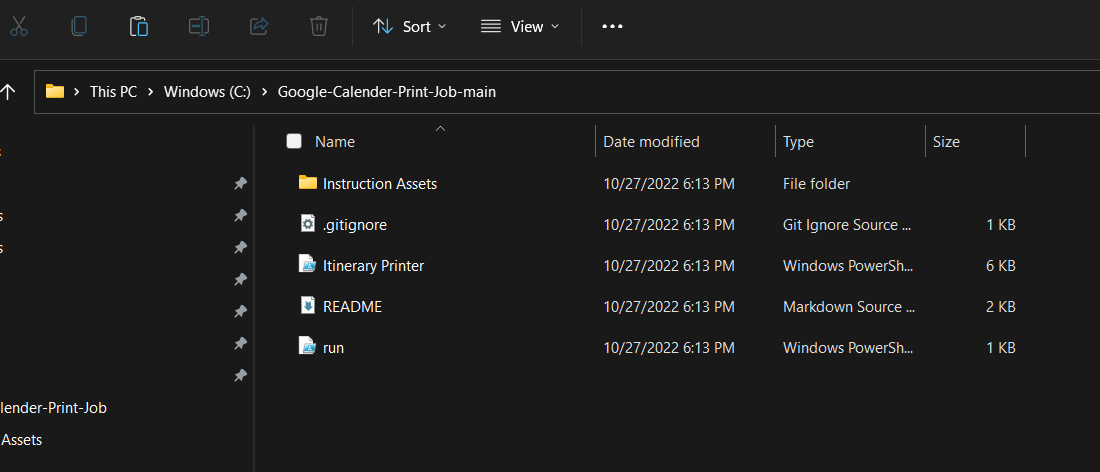 Sort View
This PC Windows (C:) Google-Calender-Print-Job-main
Name Date modified Type Size
Instruction Assets 10/27/2022 6:13 PM File folder
.gitignore 10/27/2022 6:13 PM Git Ignore Source ... 1 KB
Itinerary Printer 10/27/2022 6:13 PM Windows PowerSh... 6 KB
README 10/27/2022 6:13 PM Markdown Source ... 2 KB
run 10/27/2022 6:13 PM Windows PowerSh... 1 KB
lender-Print-Job
Assets